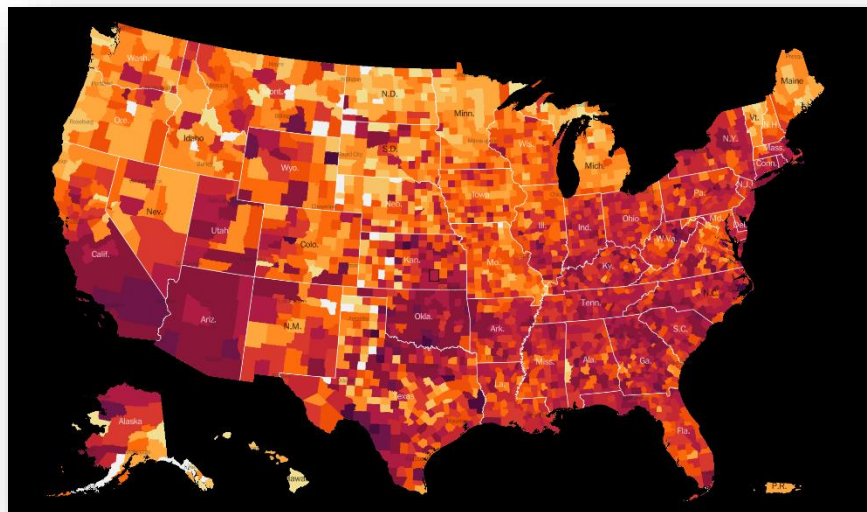 Wash.
Mont.
N.D.
Minn.
Maine
Ore.
Idaho
S.D.
Wis.
Mich.
Vt.
N.H.
N.Y.
Mass.
Conn.
Wyo.
Iowa
Neb.
Nev.
Utah
Colo.
Ill.
Ind.
Ohio
Pa.
N.J.
Md.
Del.
Calif.
Kan.
Mo.
Ky.
W.Va.
Va.
Ariz.
N.M.
Okla.
Ark.
Tenn.
N.C.
S.C.
Texas
La.
Miss.
Ala.
Ga.
Fla.
Alaska
Hawaii
P.R.